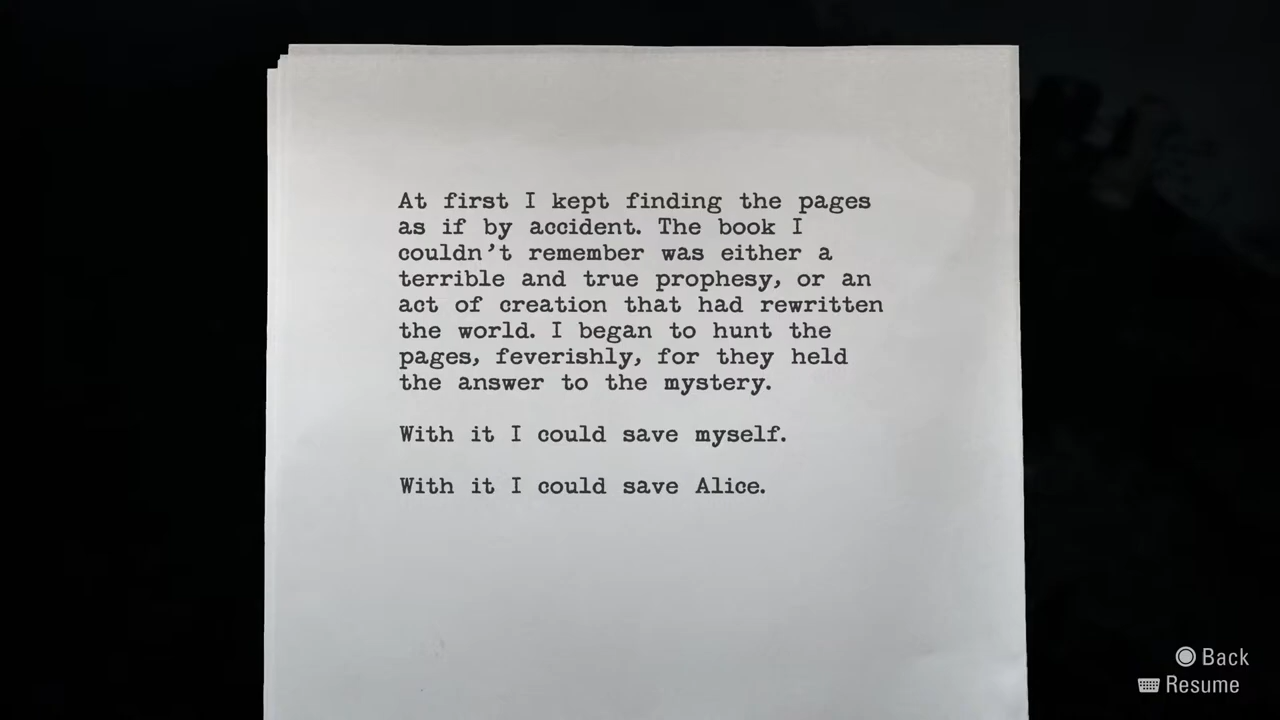 At first I kept finding the pages
as if by accident. The book I
couldn't remember was either a
terrible and true prophesy, or an
act of creation that had rewritten
the world. I began to hunt the
pages, feverishly, for they held
the answer to the mystery.
With it I could save myself.
With it I could save Alice.
Back
Resume